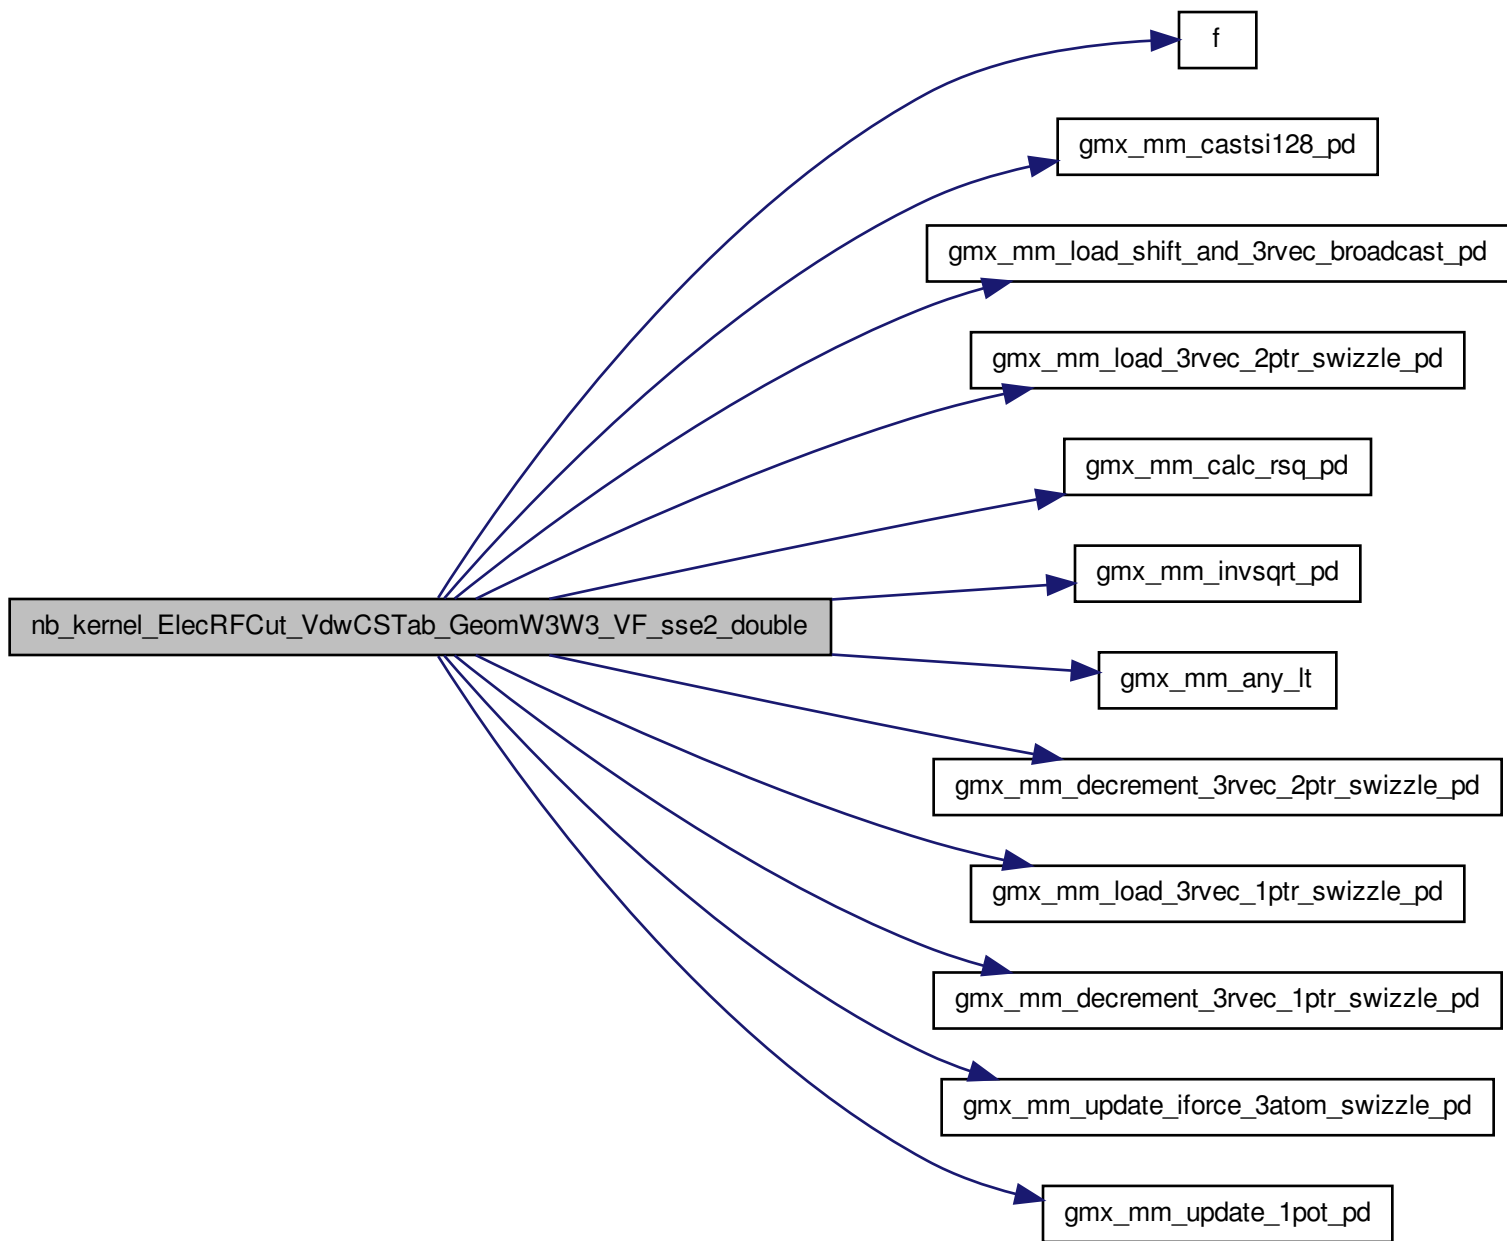 f
gmx_mm_castsi128_pd
gmx_mm_load_shift_and_3rvec_broadcast_pd
gmx_mm_load_3rvec_2ptr_swizzle_pd
gmx_mm_calc_rsq_pd
gmx_mm_invsqrt_pd
nb_kernel_ElecRFCut_VdwCSTab_GeomW3W3_VF_sse2_double
gmx_mm_any_lt
gmx_mm_decrement_3rvec_2ptr_swizzle_pd
gmx_mm_load_3rvec_1ptr_swizzle_pd
gmx_mm_decrement_3rvec_1ptr_swizzle_pd
gmx_mm_update_iforce_3atom_swizzle_pd
gmx_mm_update_1pot_pd